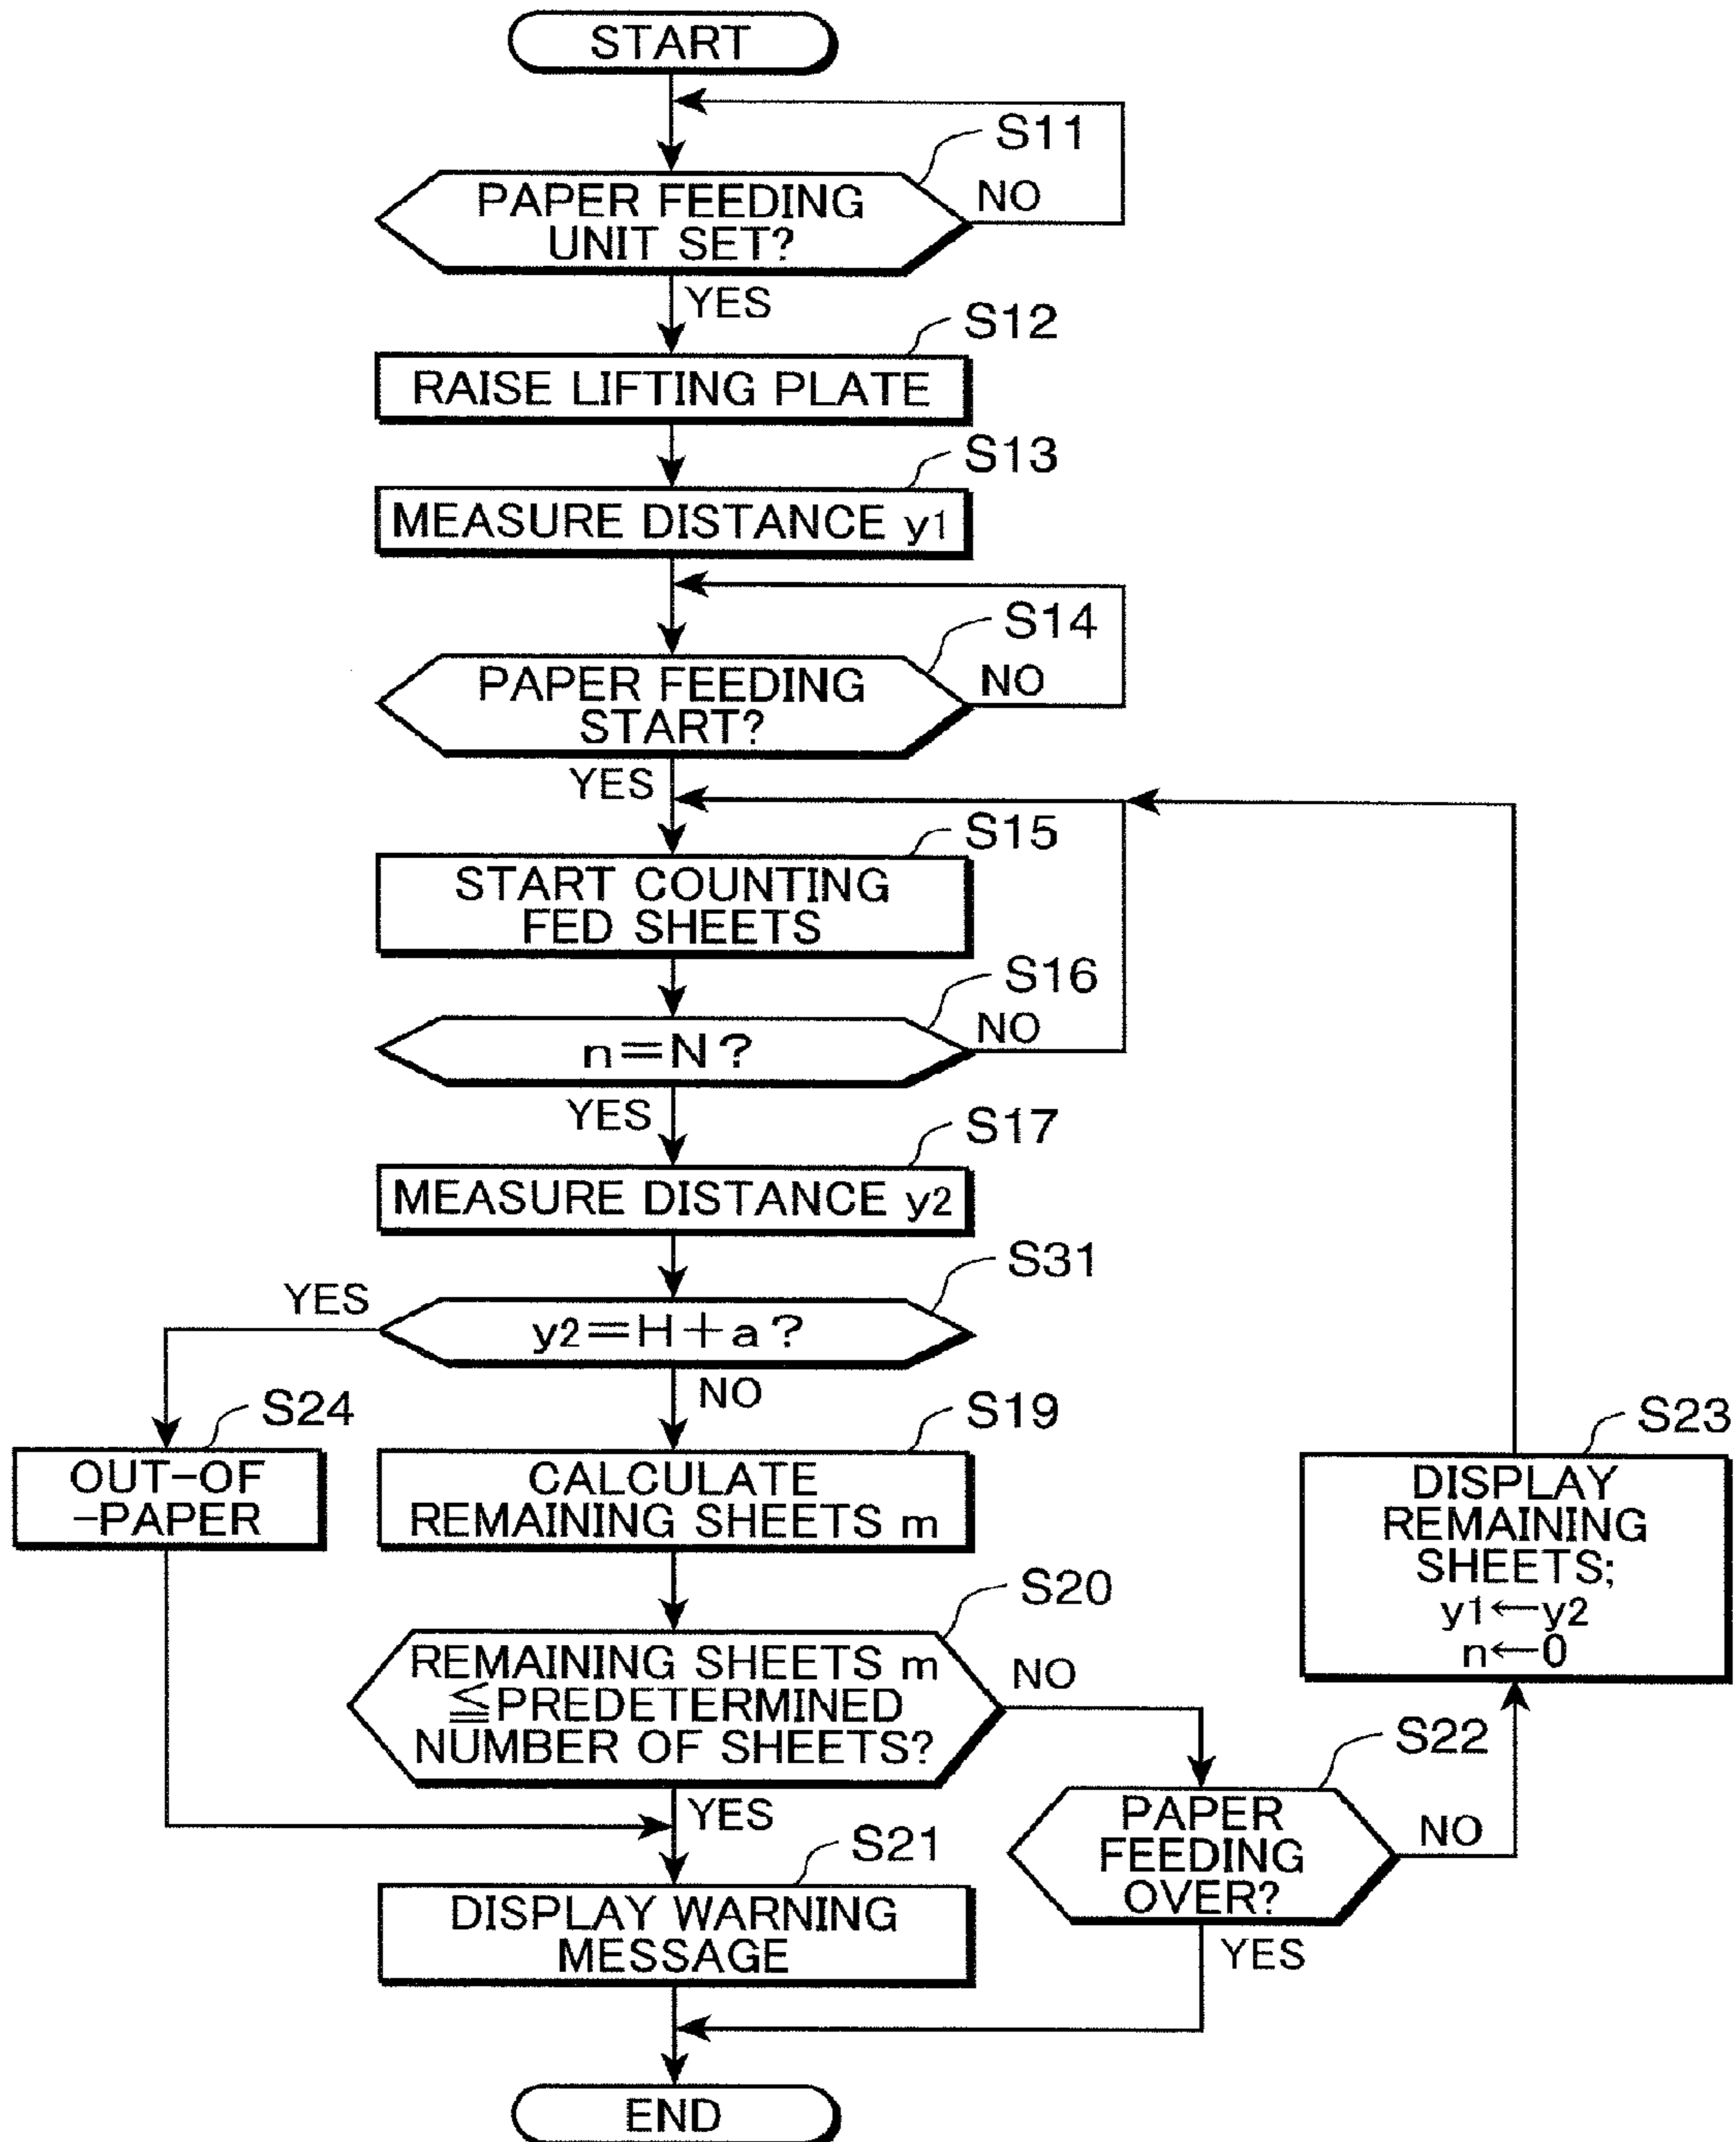 START
S11
PAPER FEEDING
UNIT SET?
NO
YES
S12
RAISE LIFTING PLATE
S13
MEASURE DISTANCE y1
S14
PAPER FEEDING
START?
NO
YES
S15
START COUNTING
FED SHEETS
S16
n=N?
NO
YES
S17
MEASURE DISTANCE y2
S31
YES
y2=H+a?
NO
S24
OUT-OF
-PAPER
S19
CALCULATE
REMAINING SHEETS m
S23
DISPLAY
REMAINING
SHEETS;
y1←y2
n←0
S20
REMAINING SHEETS m
≦PREDETERMINED
NUMBER OF SHEETS?
NO
YES
S22
PAPER
FEEDING
OVER?
NO
YES
S21
DISPLAY WARNING
MESSAGE
END